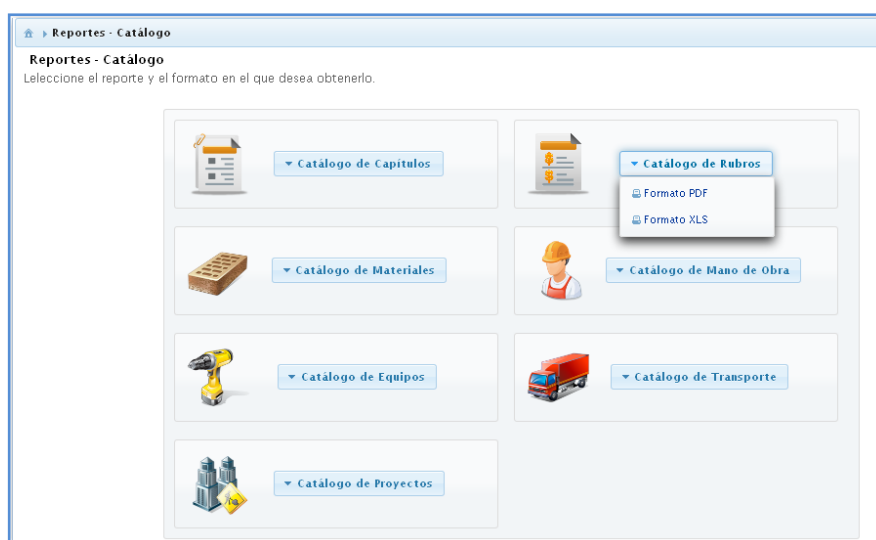 Reportes - Catálogo
Reportes - Catálogo
Leleccione el reporte y el formato en el que desea obtenerlo.
Catálogo de Capítulos
Catálogo de Rubros
Formato PDF
Formato XLS
Catálogo de Materiales
Catálogo de Mano de Obra
Catálogo de Equipos
Catálogo de Transporte
Catálogo de Proyectos